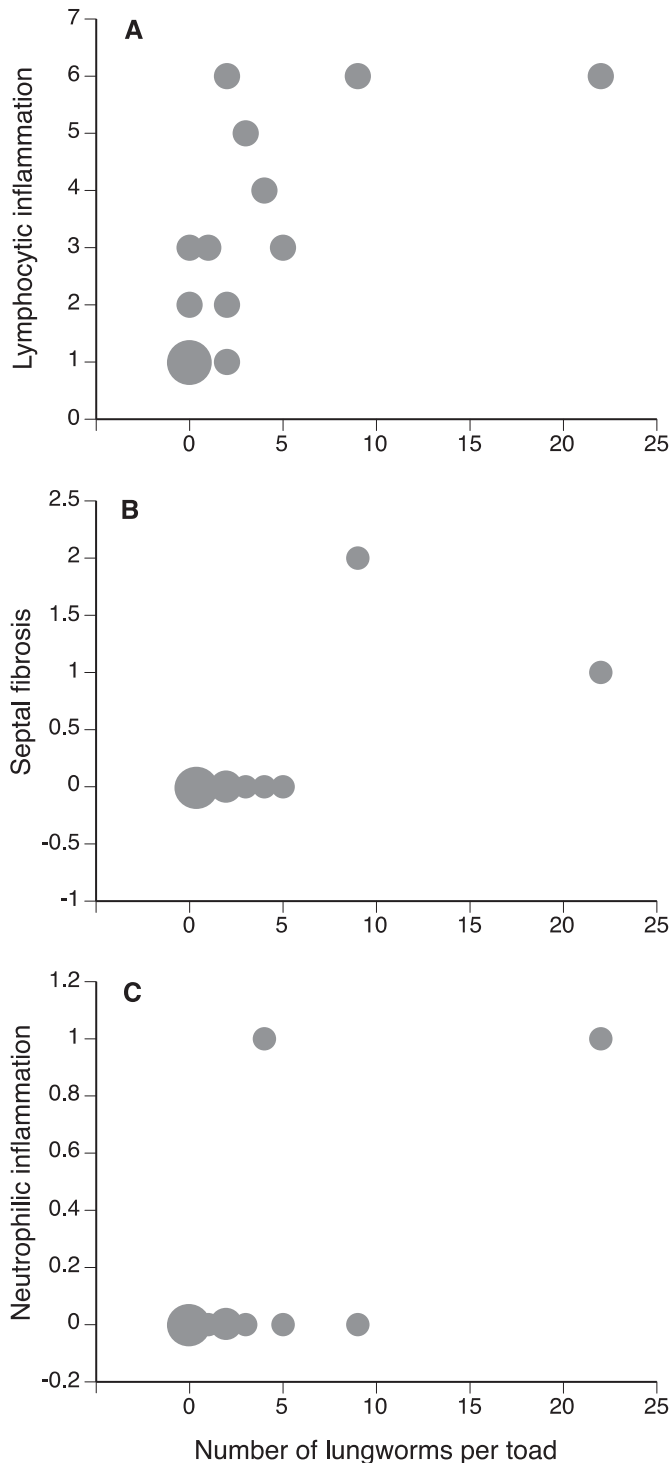 A
7
6
5
4
3
2
1
0
Lymphocytic inflammation
0 5 10 15 20 25
B
2.5
2
1.5
1
0.5
0
-0.5
-1
Septal fibrosis
0 5 10 15 20 25
C
1.2
1
0.8
0.6
0.4
0.2
0
-0.2
Neutrophilic inflammation
0 5 10 15 20 25
Number of lungworms per toad